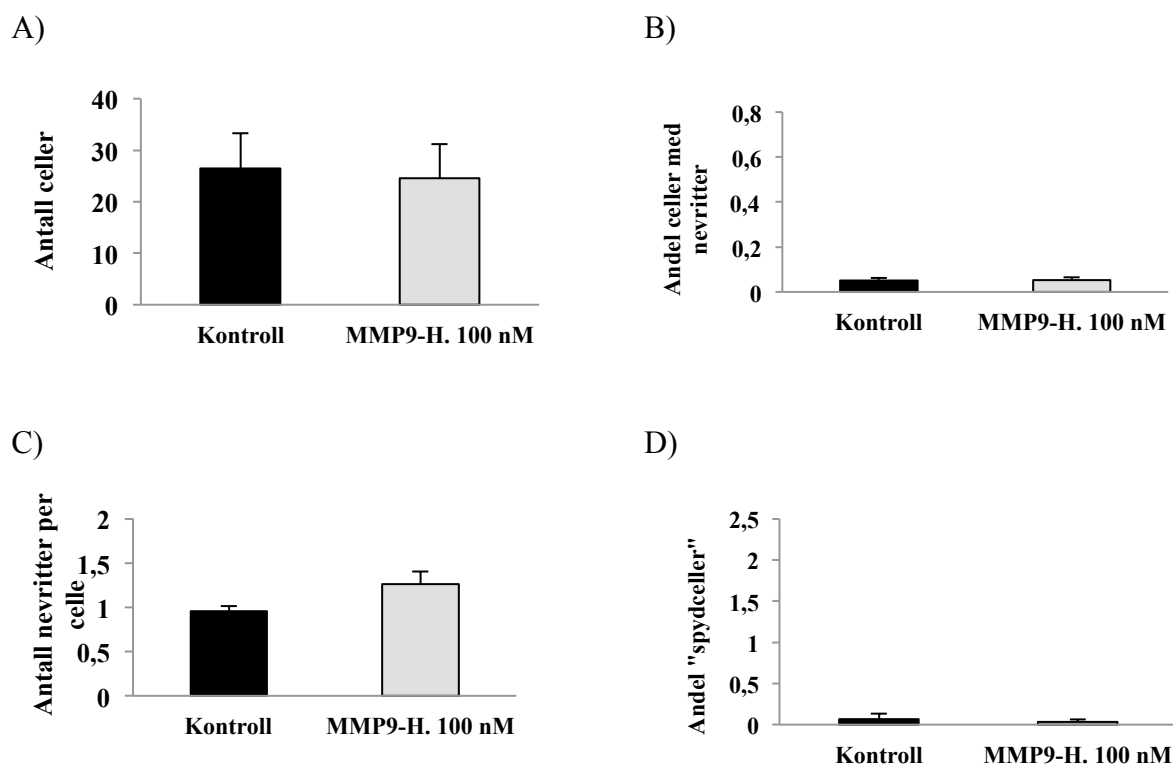 A)
Antall celler
40
30
20
10
0
Kontroll
MMP9-H. 100 nM
B)
Andel celler med
nevritter
0,8
0,6
0,4
0,2
0
Kontroll
MMP9-H. 100 nM
C)
Antall nevritter per
celle
2
1,5
1
0,5
0
Kontroll
MMP9-H. 100 nM
D)
Andel "spydceller"
2,5
2
1,5
1
0,5
0
Kontroll
MMP9-H. 100 nM